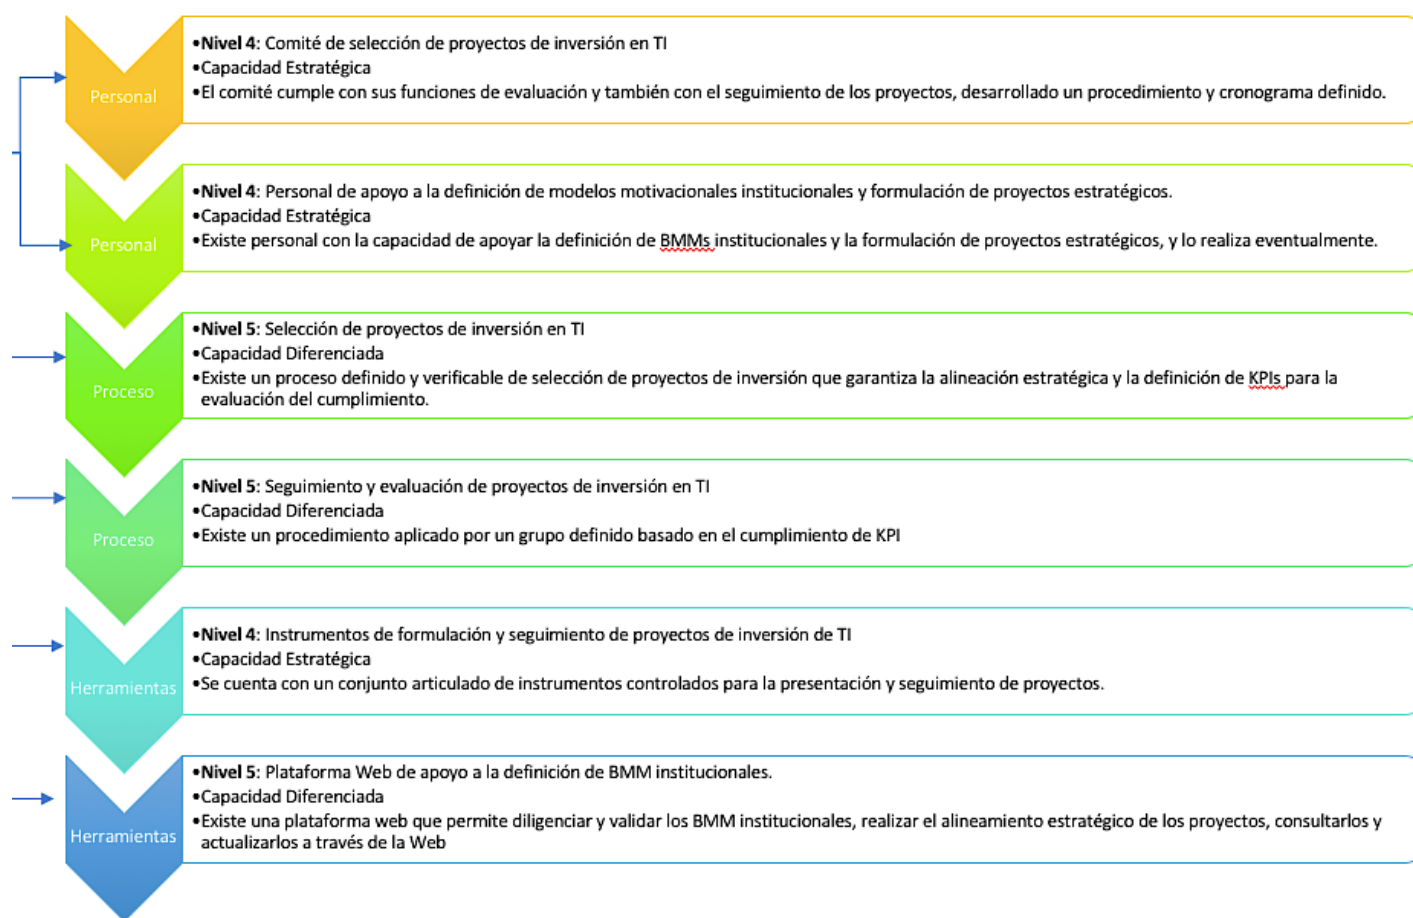 Personal
•Nivel 4: Comité de selección de proyectos de inversión en TI
•Capacidad Estratégica
•El comité cumple con sus funciones de evaluación y también con el seguimiento de los proyectos, desarrollado un procedimiento y cronograma definido.
Personal
•Nivel 4: Personal de apoyo a la definición de modelos motivacionales institucionales y formulación de proyectos estratégicos.
•Capacidad Estratégica
•Existe personal con la capacidad de apoyar la definición de BMMs institucionales y la formulación de proyectos estratégicos, y lo realiza eventualmente.
Proceso
•Nivel 5: Selección de proyectos de inversión en TI
•Capacidad Diferenciada
•Existe un proceso definido y verificable de selección de proyectos de inversión que garantiza la alineación estratégica y la definición de KPIs para la
evaluación del cumplimiento.
Proceso
•Nivel 5: Seguimiento y evaluación de proyectos de inversión en TI
•Capacidad Diferenciada
•Existe un procedimiento aplicado por un grupo definido basado en el cumplimiento de KPI
Herramientas
•Nivel 4: Instrumentos de formulación y seguimiento de proyectos de inversión de TI
•Capacidad Estratégica
•Se cuenta con un conjunto articulado de instrumentos controlados para la presentación y seguimiento de proyectos.
Herramientas
•Nivel 5: Plataforma Web de apoyo a la definición de BMM institucionales.
•Capacidad Diferenciada
•Existe una plataforma web que permite diligenciar y validar los BMM institucionales, realizar el alineamiento estratégico de los proyectos, consultarlos y
actualizarlos a través de la Web